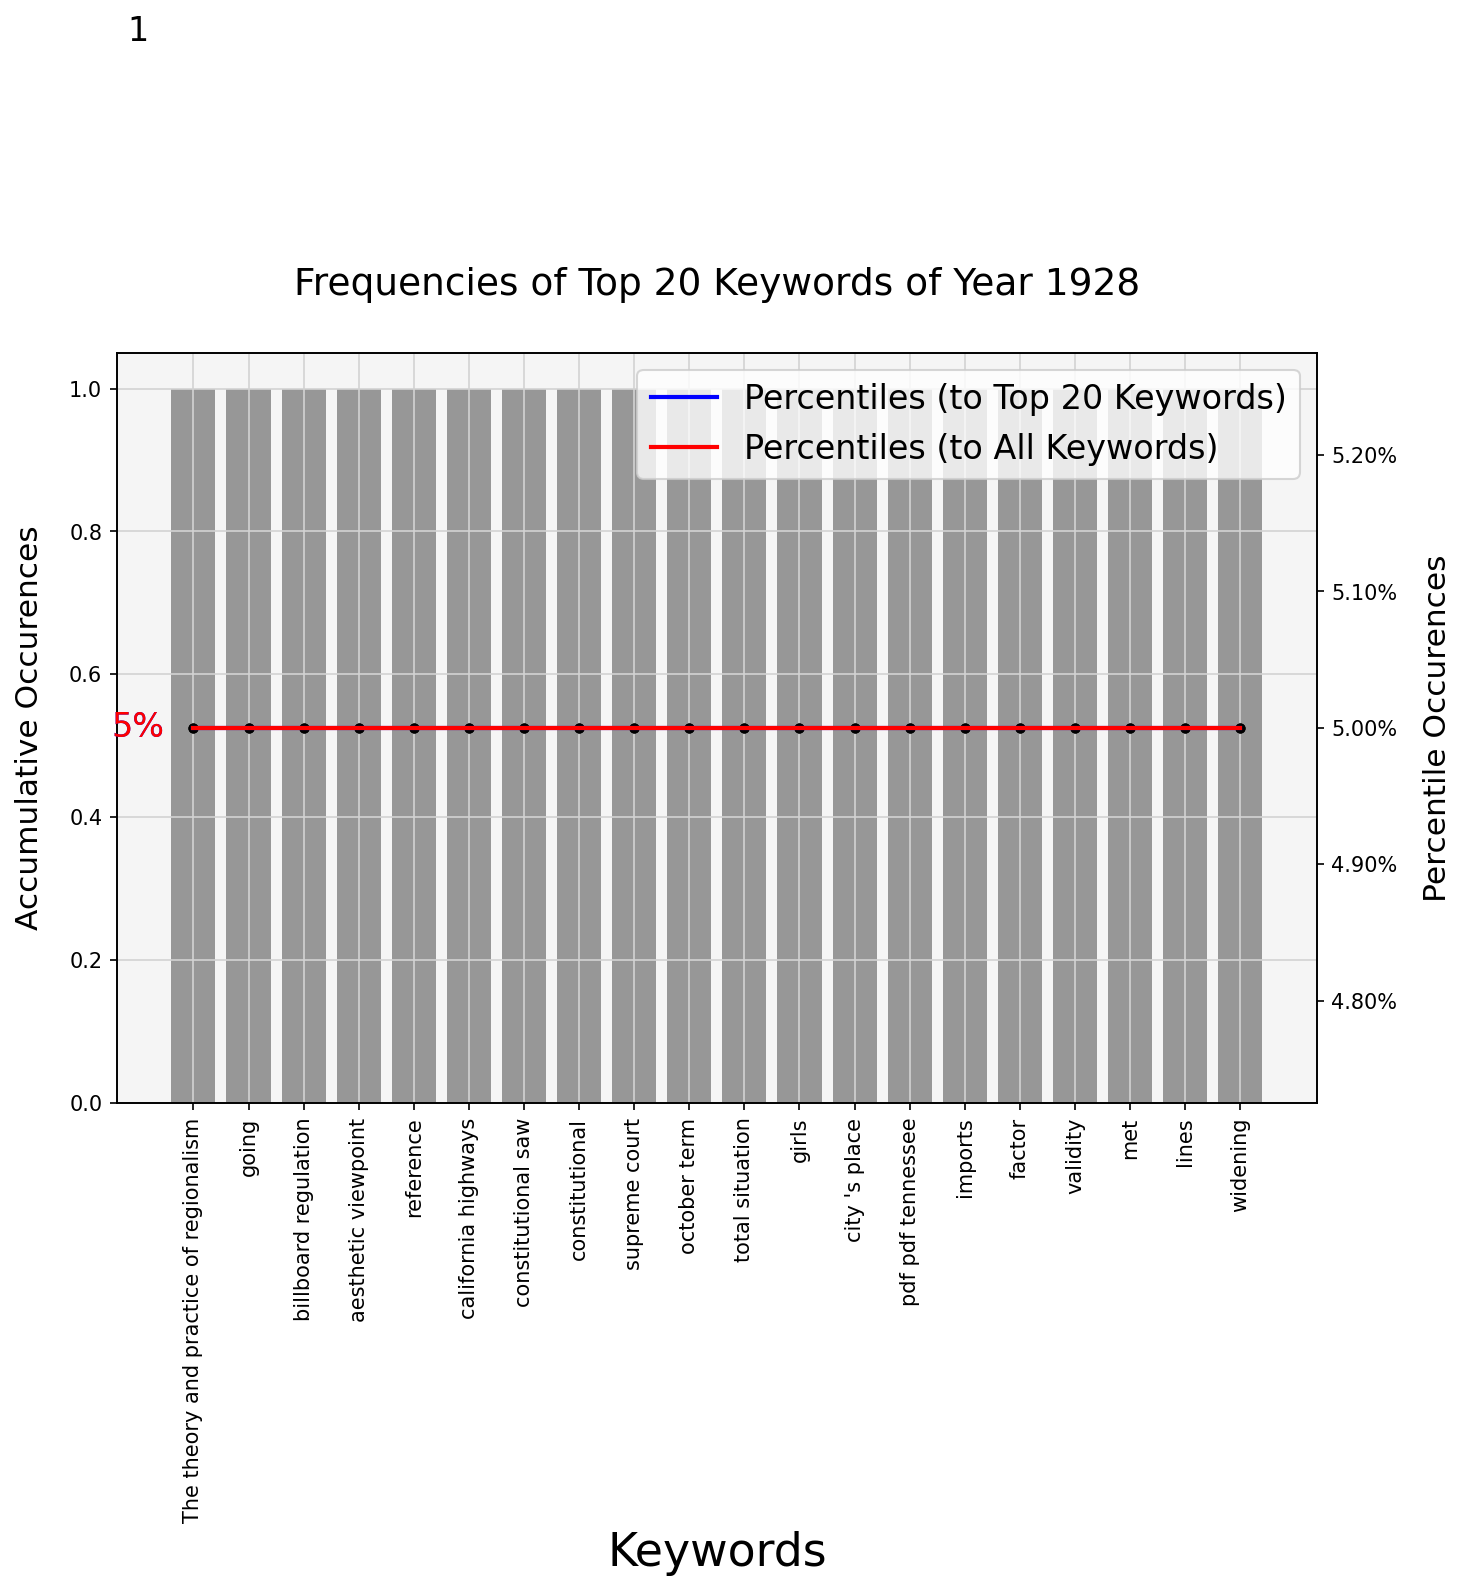 1
Frequencies of Top 20 Keywords of Year 1928
Percentiles (to Top 20 Keywords)
Percentiles (to All Keywords)
Accumulative Occurences
1.0
0.8
0.6
0.4
0.2
0.0
5%
5.20%
5.10%
5.00%
4.90%
4.80%
Percentile Occurences
The theory and practice of regionalism
going
billboard regulation
aesthetic viewpoint
reference
california highways
constitutional saw
constitutional
supreme court
october term
total situation
girls
city 's place
pdf pdf tennessee
imports
factor
validity
met
lines
widening
Keywords